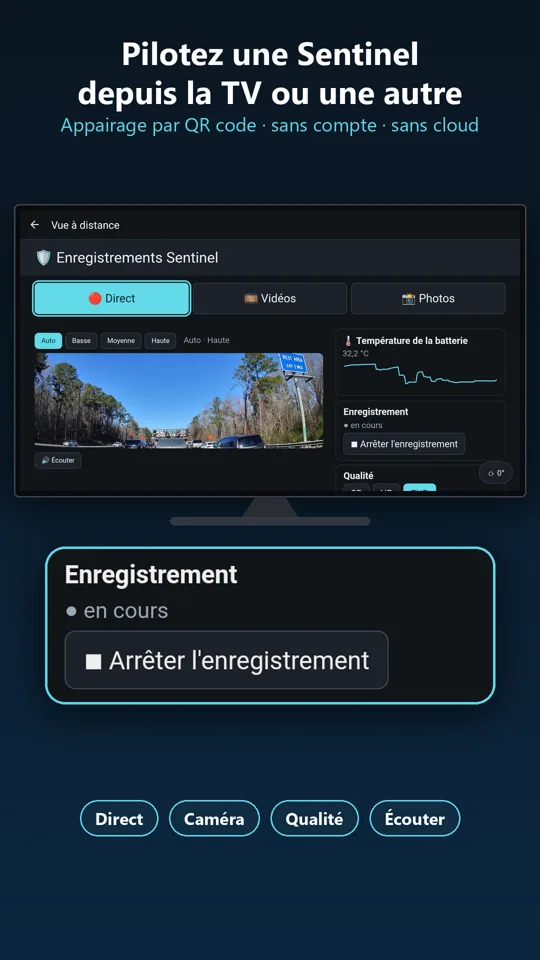 Pilotez une Sentinel
depuis la TV ou une autre
Appairage par QR code · sans compte · sans cloud
← Vue à distance
🛡️ Enregistrements Sentinel
🔴 Direct
🎞️ Vidéos
📸 Photos
Auto
Basse
Moyenne
Haute
Auto · Haute
REST AREA
🔊 Écouter
🌡️ Température de la batterie
32,2 °C
Enregistrement
● en cours
■ Arrêter l'enregistrement
Qualité
0°
Enregistrement
● en cours
■ Arrêter l'enregistrement
Direct
Caméra
Qualité
Écouter